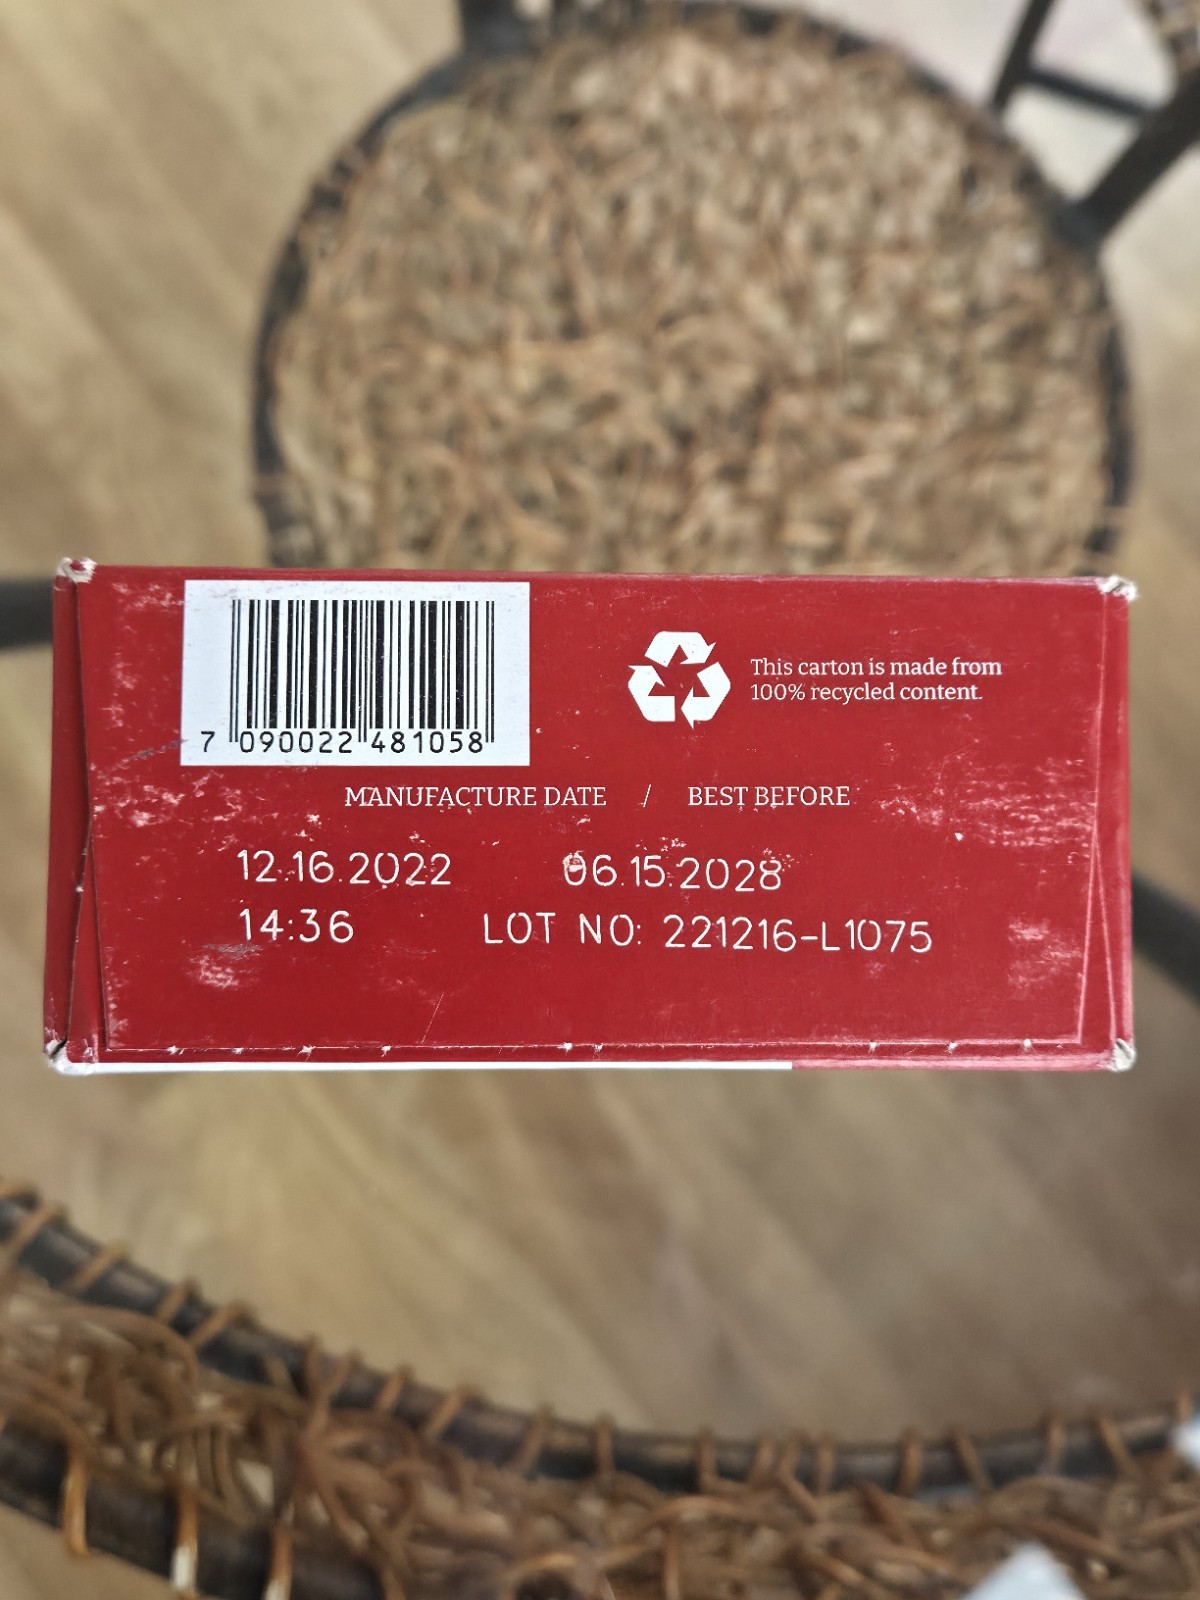 This carton is made from
100% recycled content.
7 090022 481058
MANUFACTURE DATE / BEST BEFORE
12.16.2022 06.15.2028
14:36 LOT NO: 221216-L1075